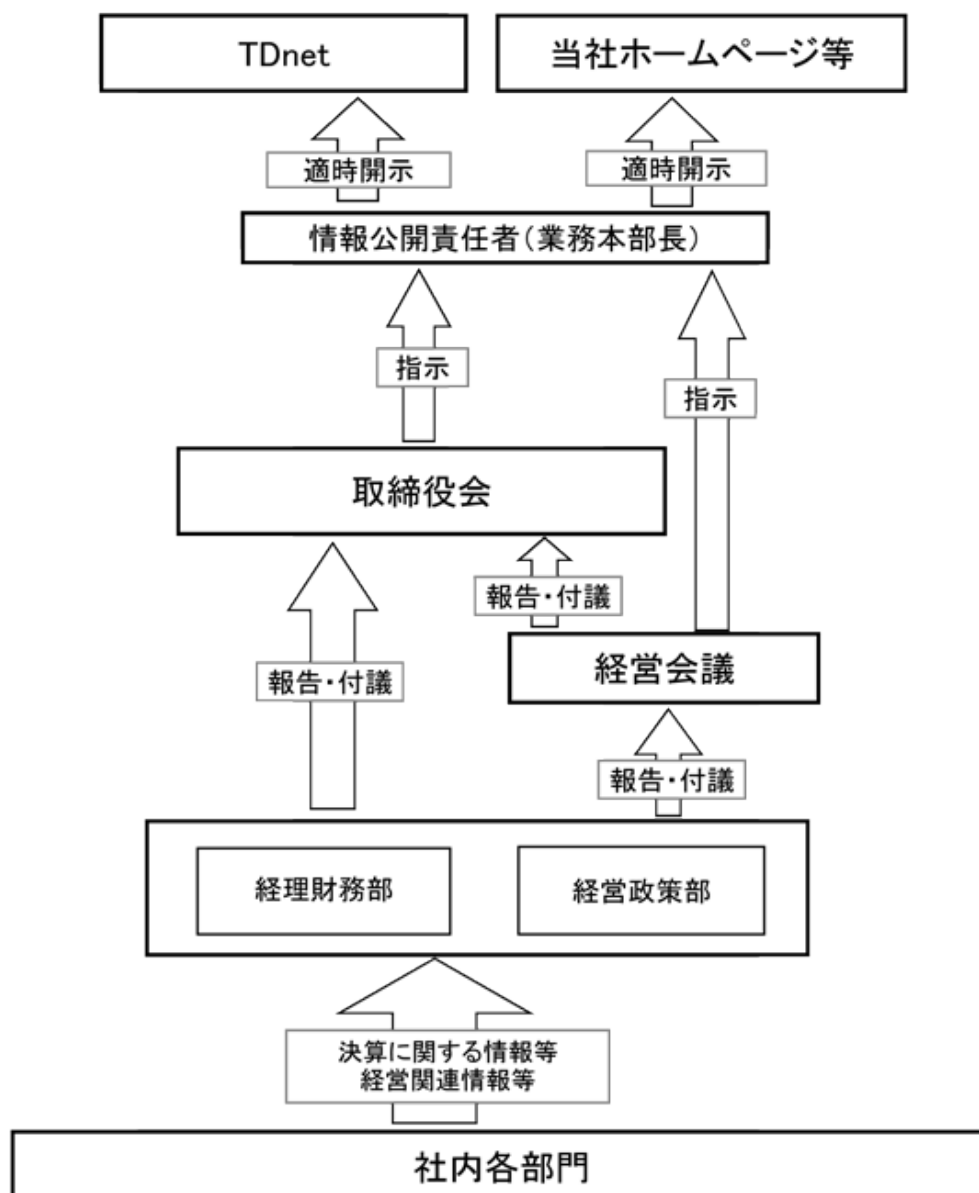 TDnet
当社ホームページ等
適時開示
適時開示
情報公開責任者(業務本部長)
指示
指示
取締役会
報告・付議
経営会議
報告・付議
報告・付議
経理財務部
経営政策部
決算に関する情報等
経営関連情報等
社内各部門